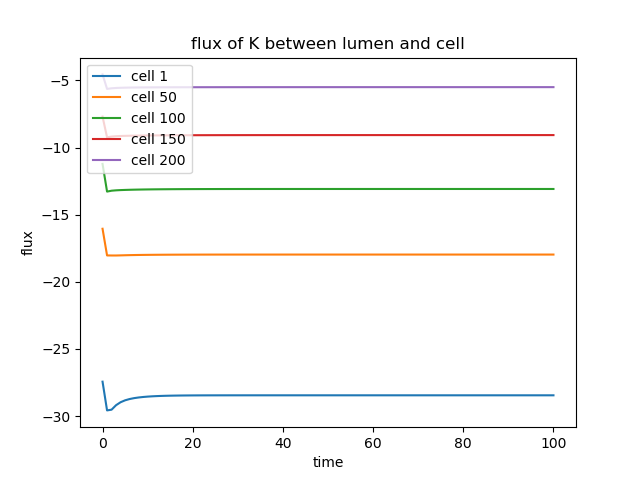 flux of K between lumen and cell
cell 1
cell 50
cell 100
cell 150
cell 200
−5
−10
−15
−20
−25
−30
flux
0 20 40 60 80 100
time